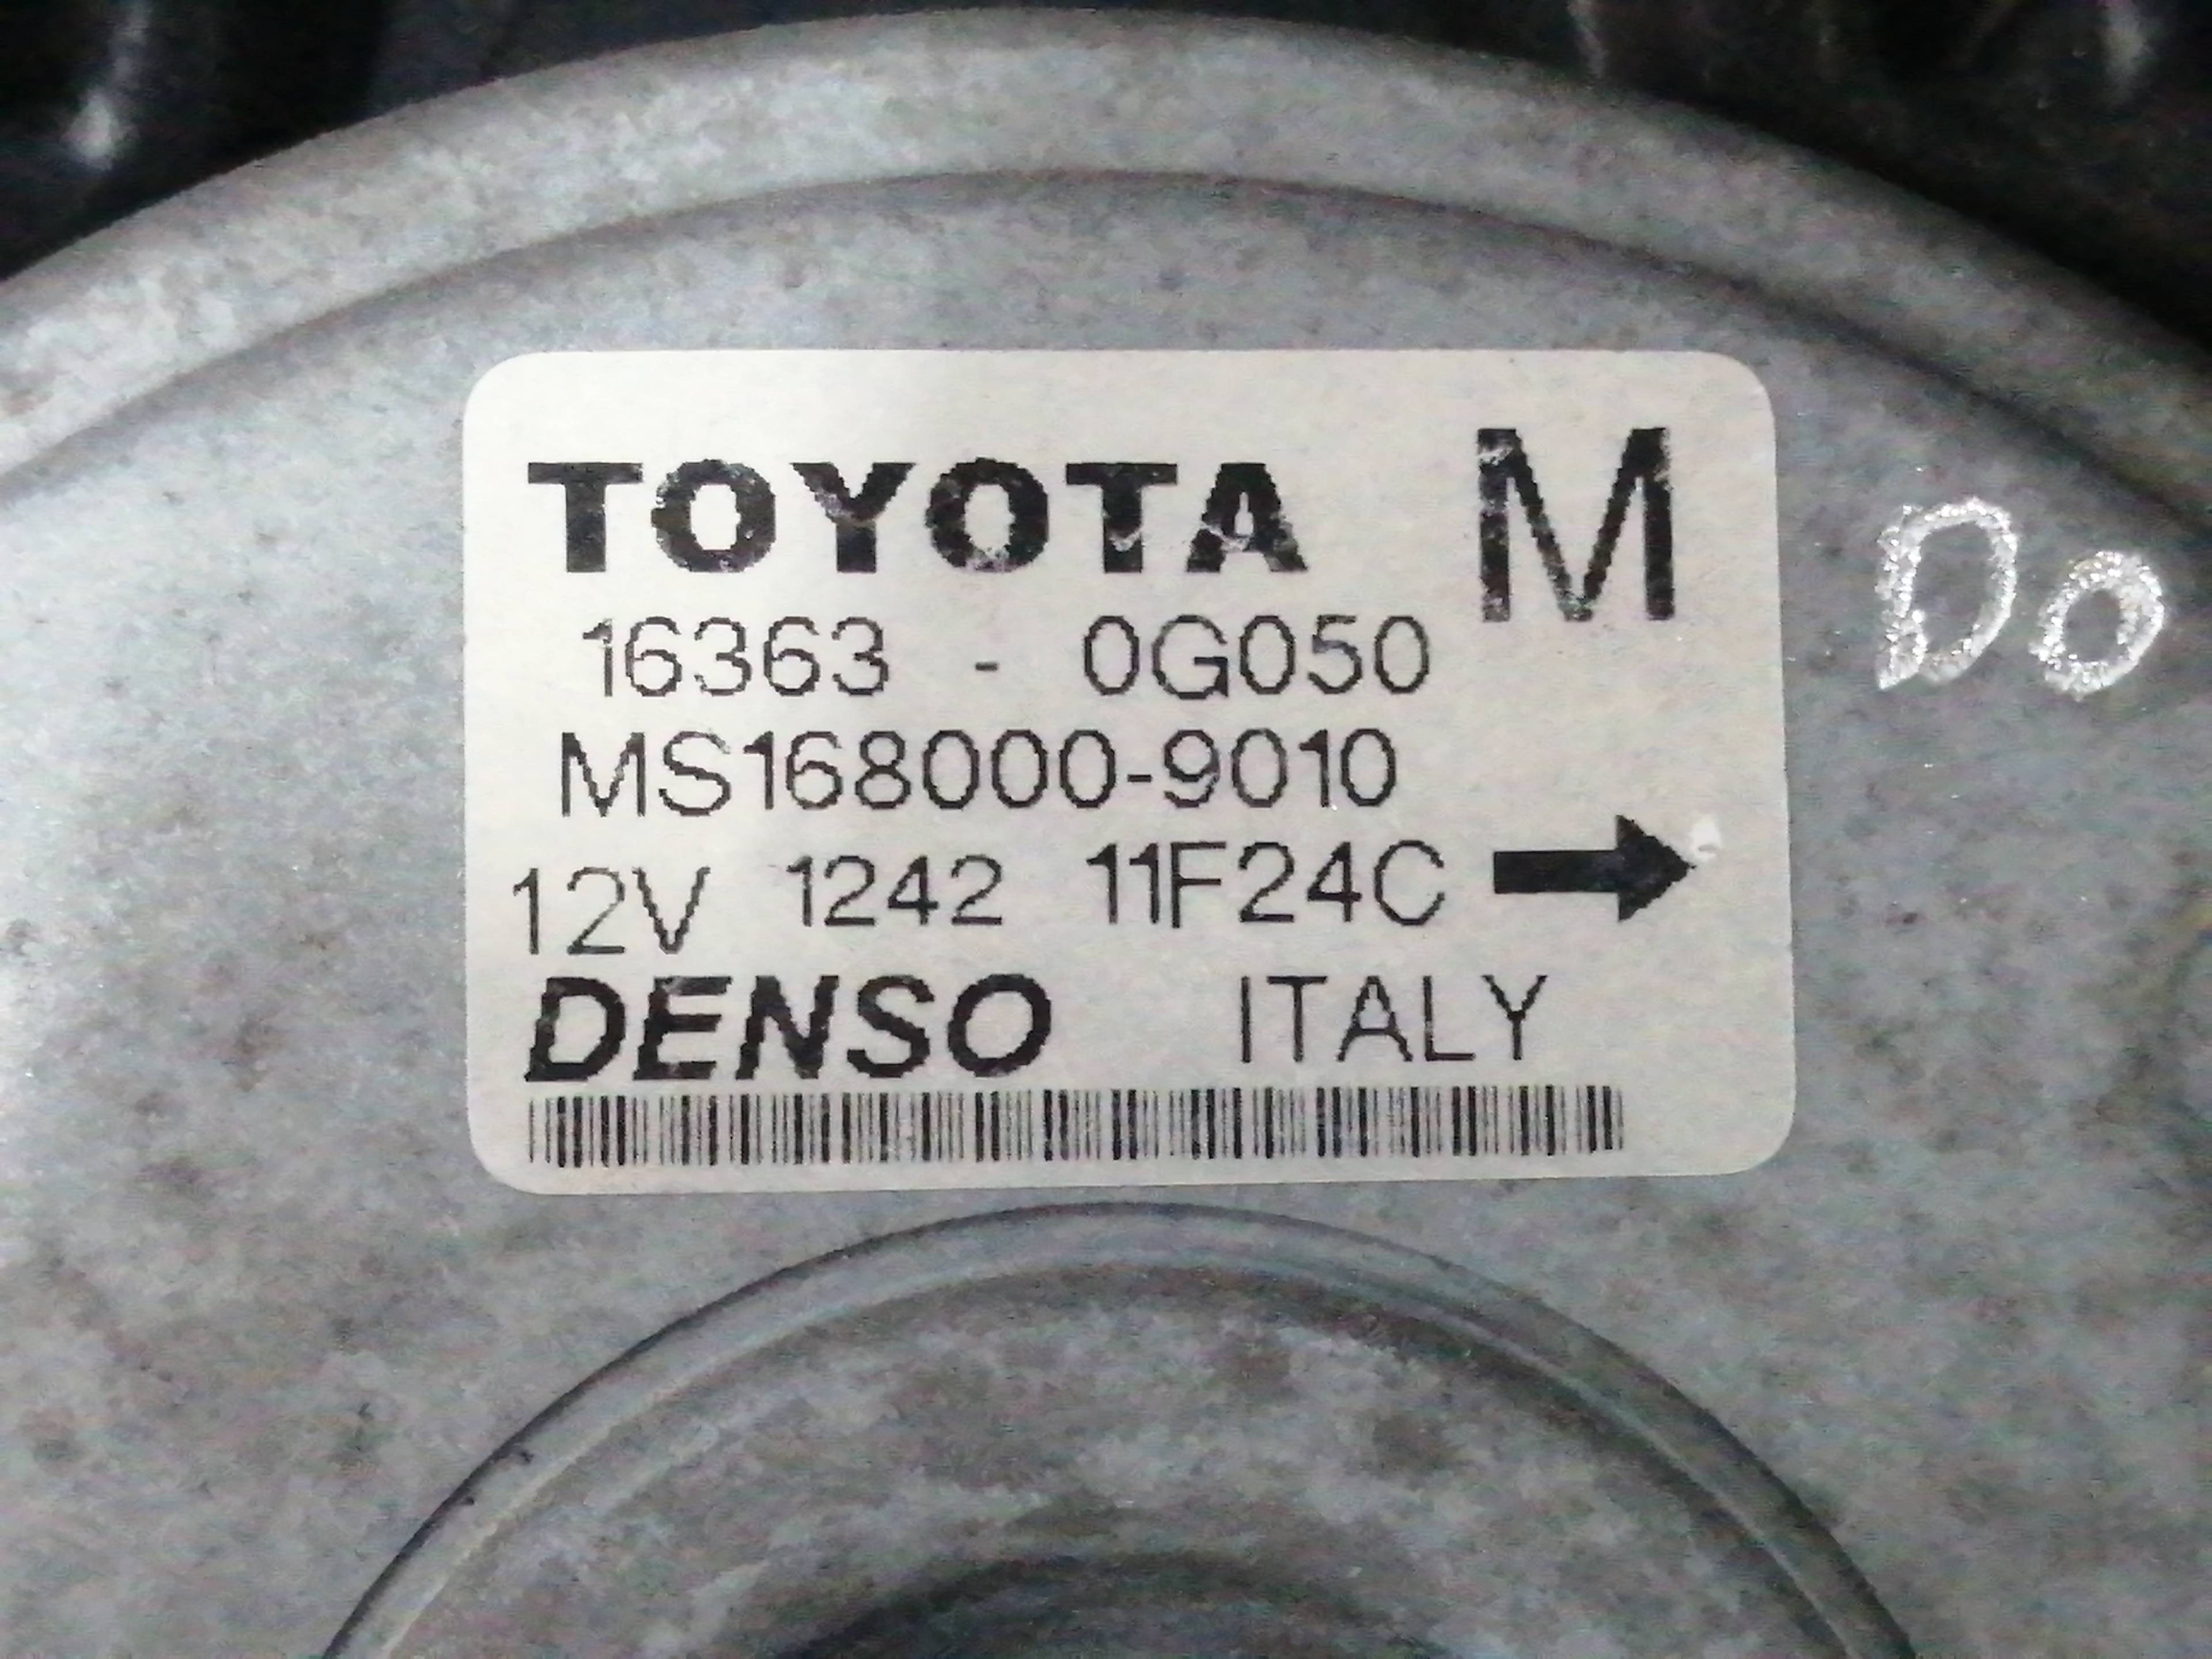 TOYOTA M
16363 - 0G050
MS168000-9010
12V 1242 11F24C
DENSO ITALY
Do